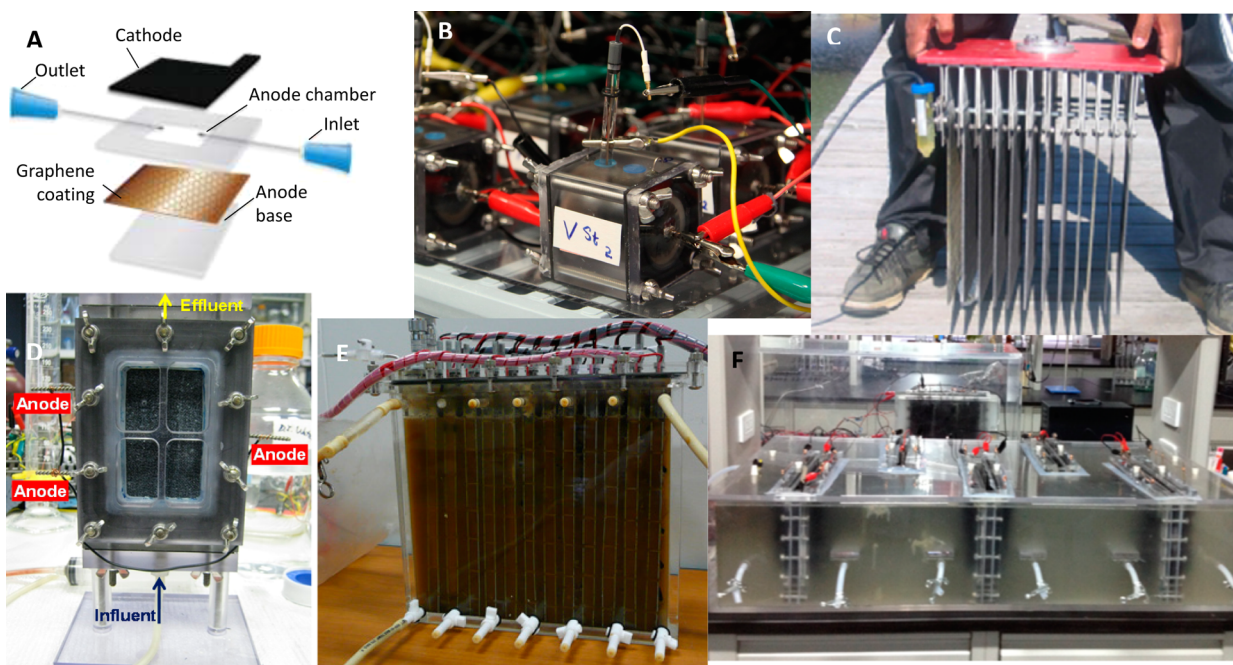 A
Cathode
Outlet
Anode chamber
Inlet
Graphene
coating
Anode
base
B
V St 2
C
D
Effluent
Anode
Anode
Anode
Influent
E
F